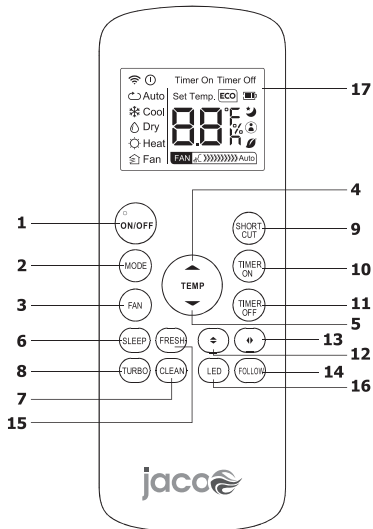 Timer On Timer Off
Auto Set Temp. ECO
Cool
Dry
Heat
Fan
88 °F % h
FAN Auto
17
4
1
ON/OFF
SHORT CUT
9
2
MODE
TEMP
TIMER ON
10
3
FAN
TIMER OFF
11
5
6
SLEEP
FRESH
13
12
8
TURBO
CLEAN
LED
FOLLOW
14
7
16
15
jaco